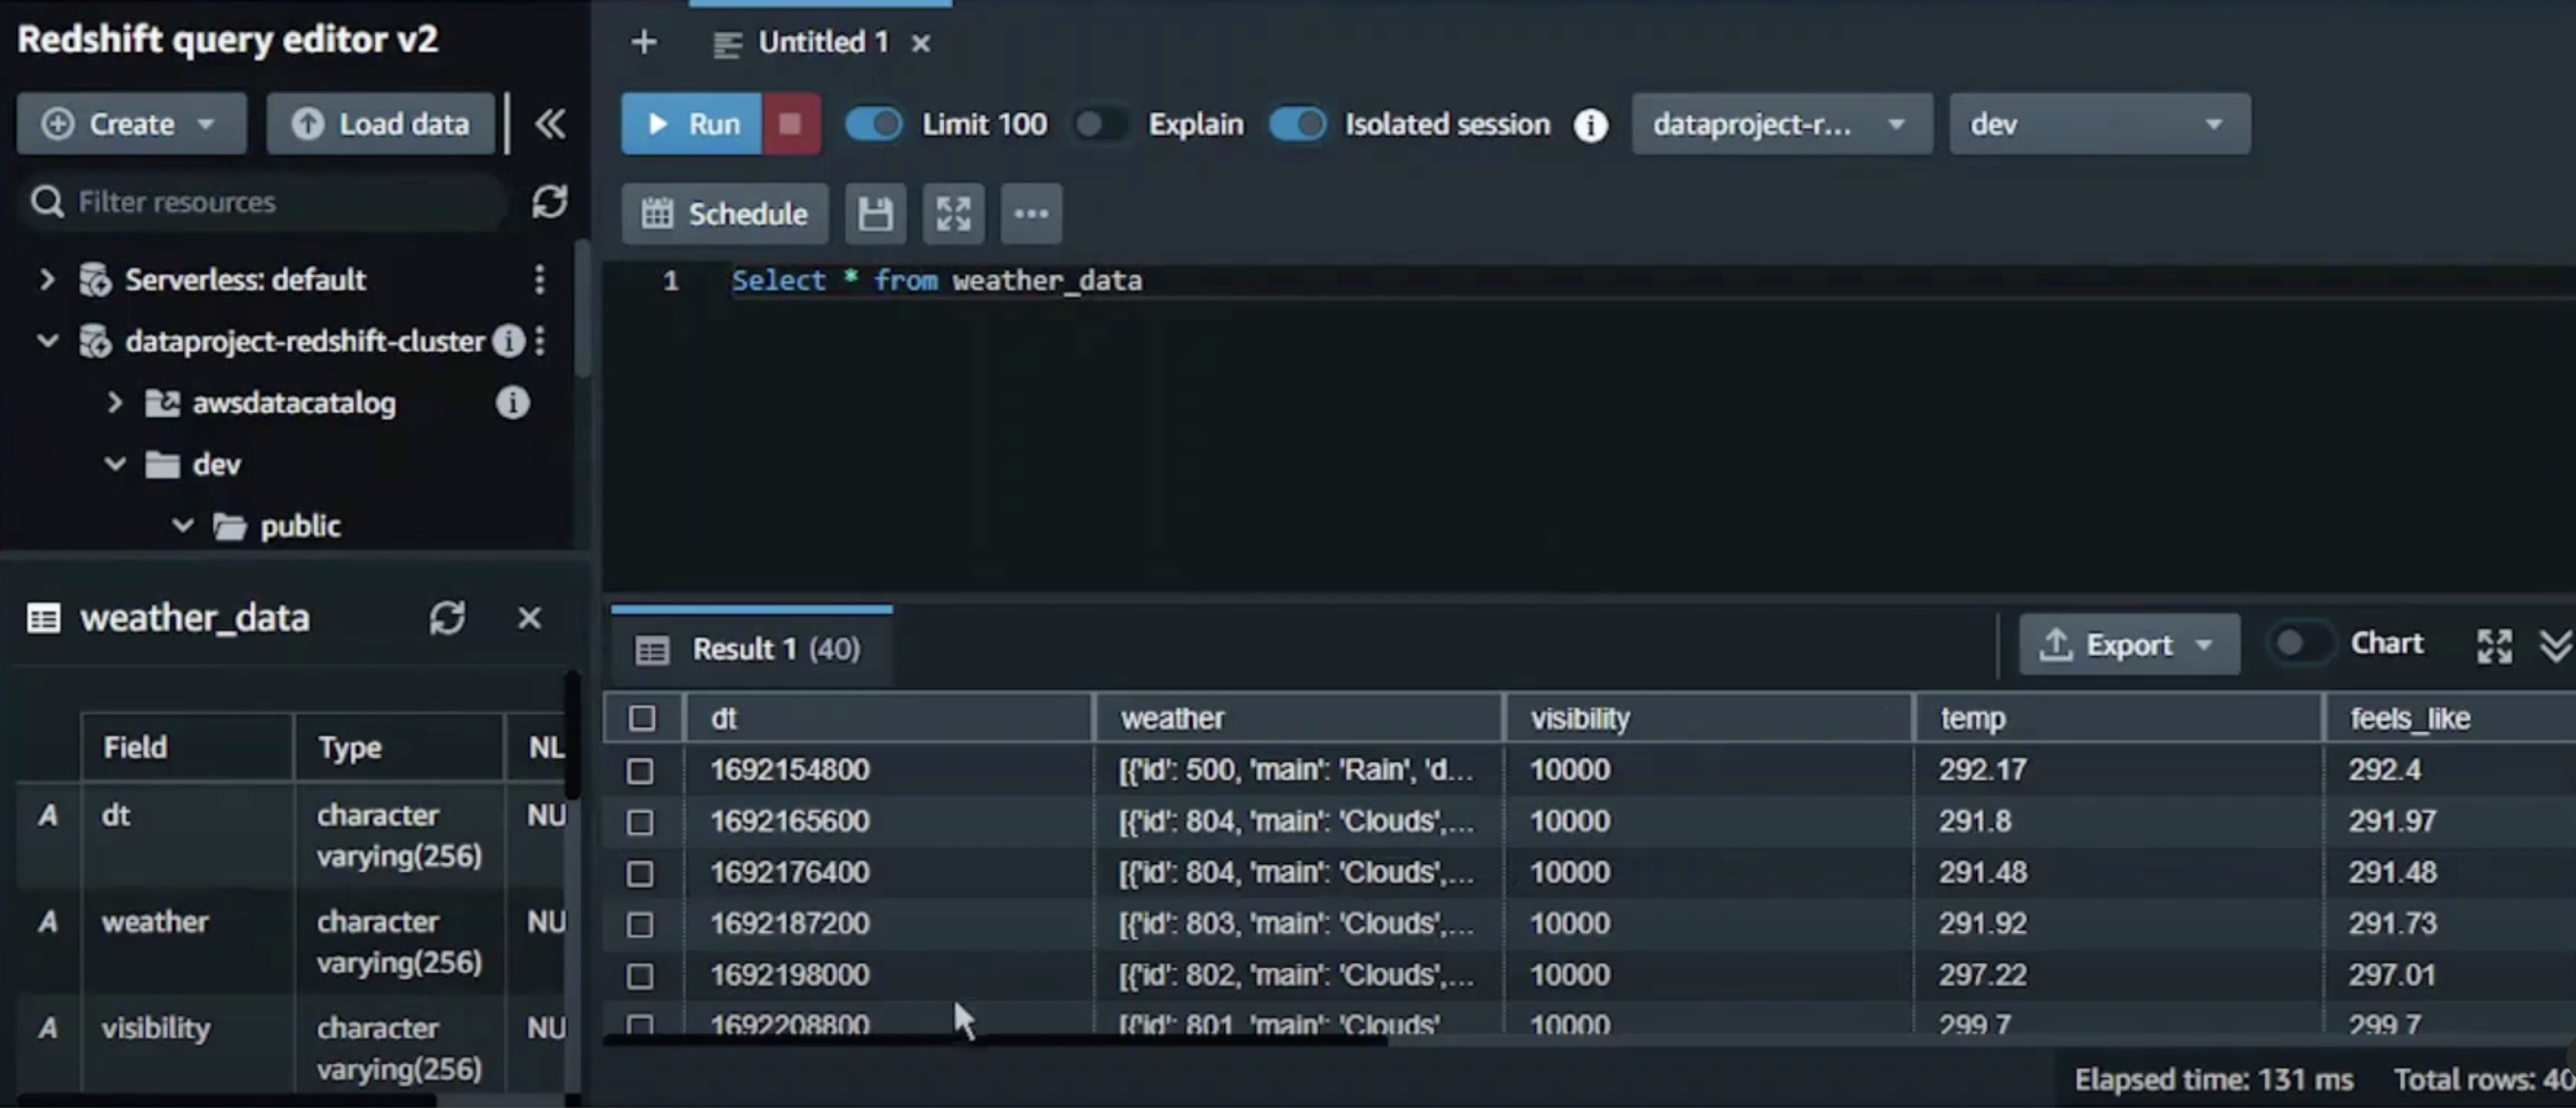 Redshift query editor v2
Create
Load data
Filter resources
Serverless: default
dataproject-redshift-cluster
awsdatacatalog
dev
public
weather_data
Field Type NL
A dt character varying(256) NU
A weather character varying(256) NU
A visibility character varying(256) NU
Untitled 1
Run Limit 100 Explain Isolated session dataproject-r... dev
Schedule
1 Select * from weather_data
Result 1 (40)
Export Chart
dt weather visibility temp feels_like
1692154800 [{'id': 500, 'main': 'Rain', 'd... 10000 292.17 292.4
1692165600 [{'id': 804, 'main': 'Clouds',... 10000 291.8 291.97
1692176400 [{'id': 804, 'main': 'Clouds',... 10000 291.48 291.48
1692187200 [{'id': 803, 'main': 'Clouds',... 10000 291.92 291.73
1692198000 [{'id': 802, 'main': 'Clouds',... 10000 297.22 297.01
1692208800 [{'id': 801, 'main': 'Clouds' 10000 299.7 299.7
Elapsed time: 131 ms Total rows: 40